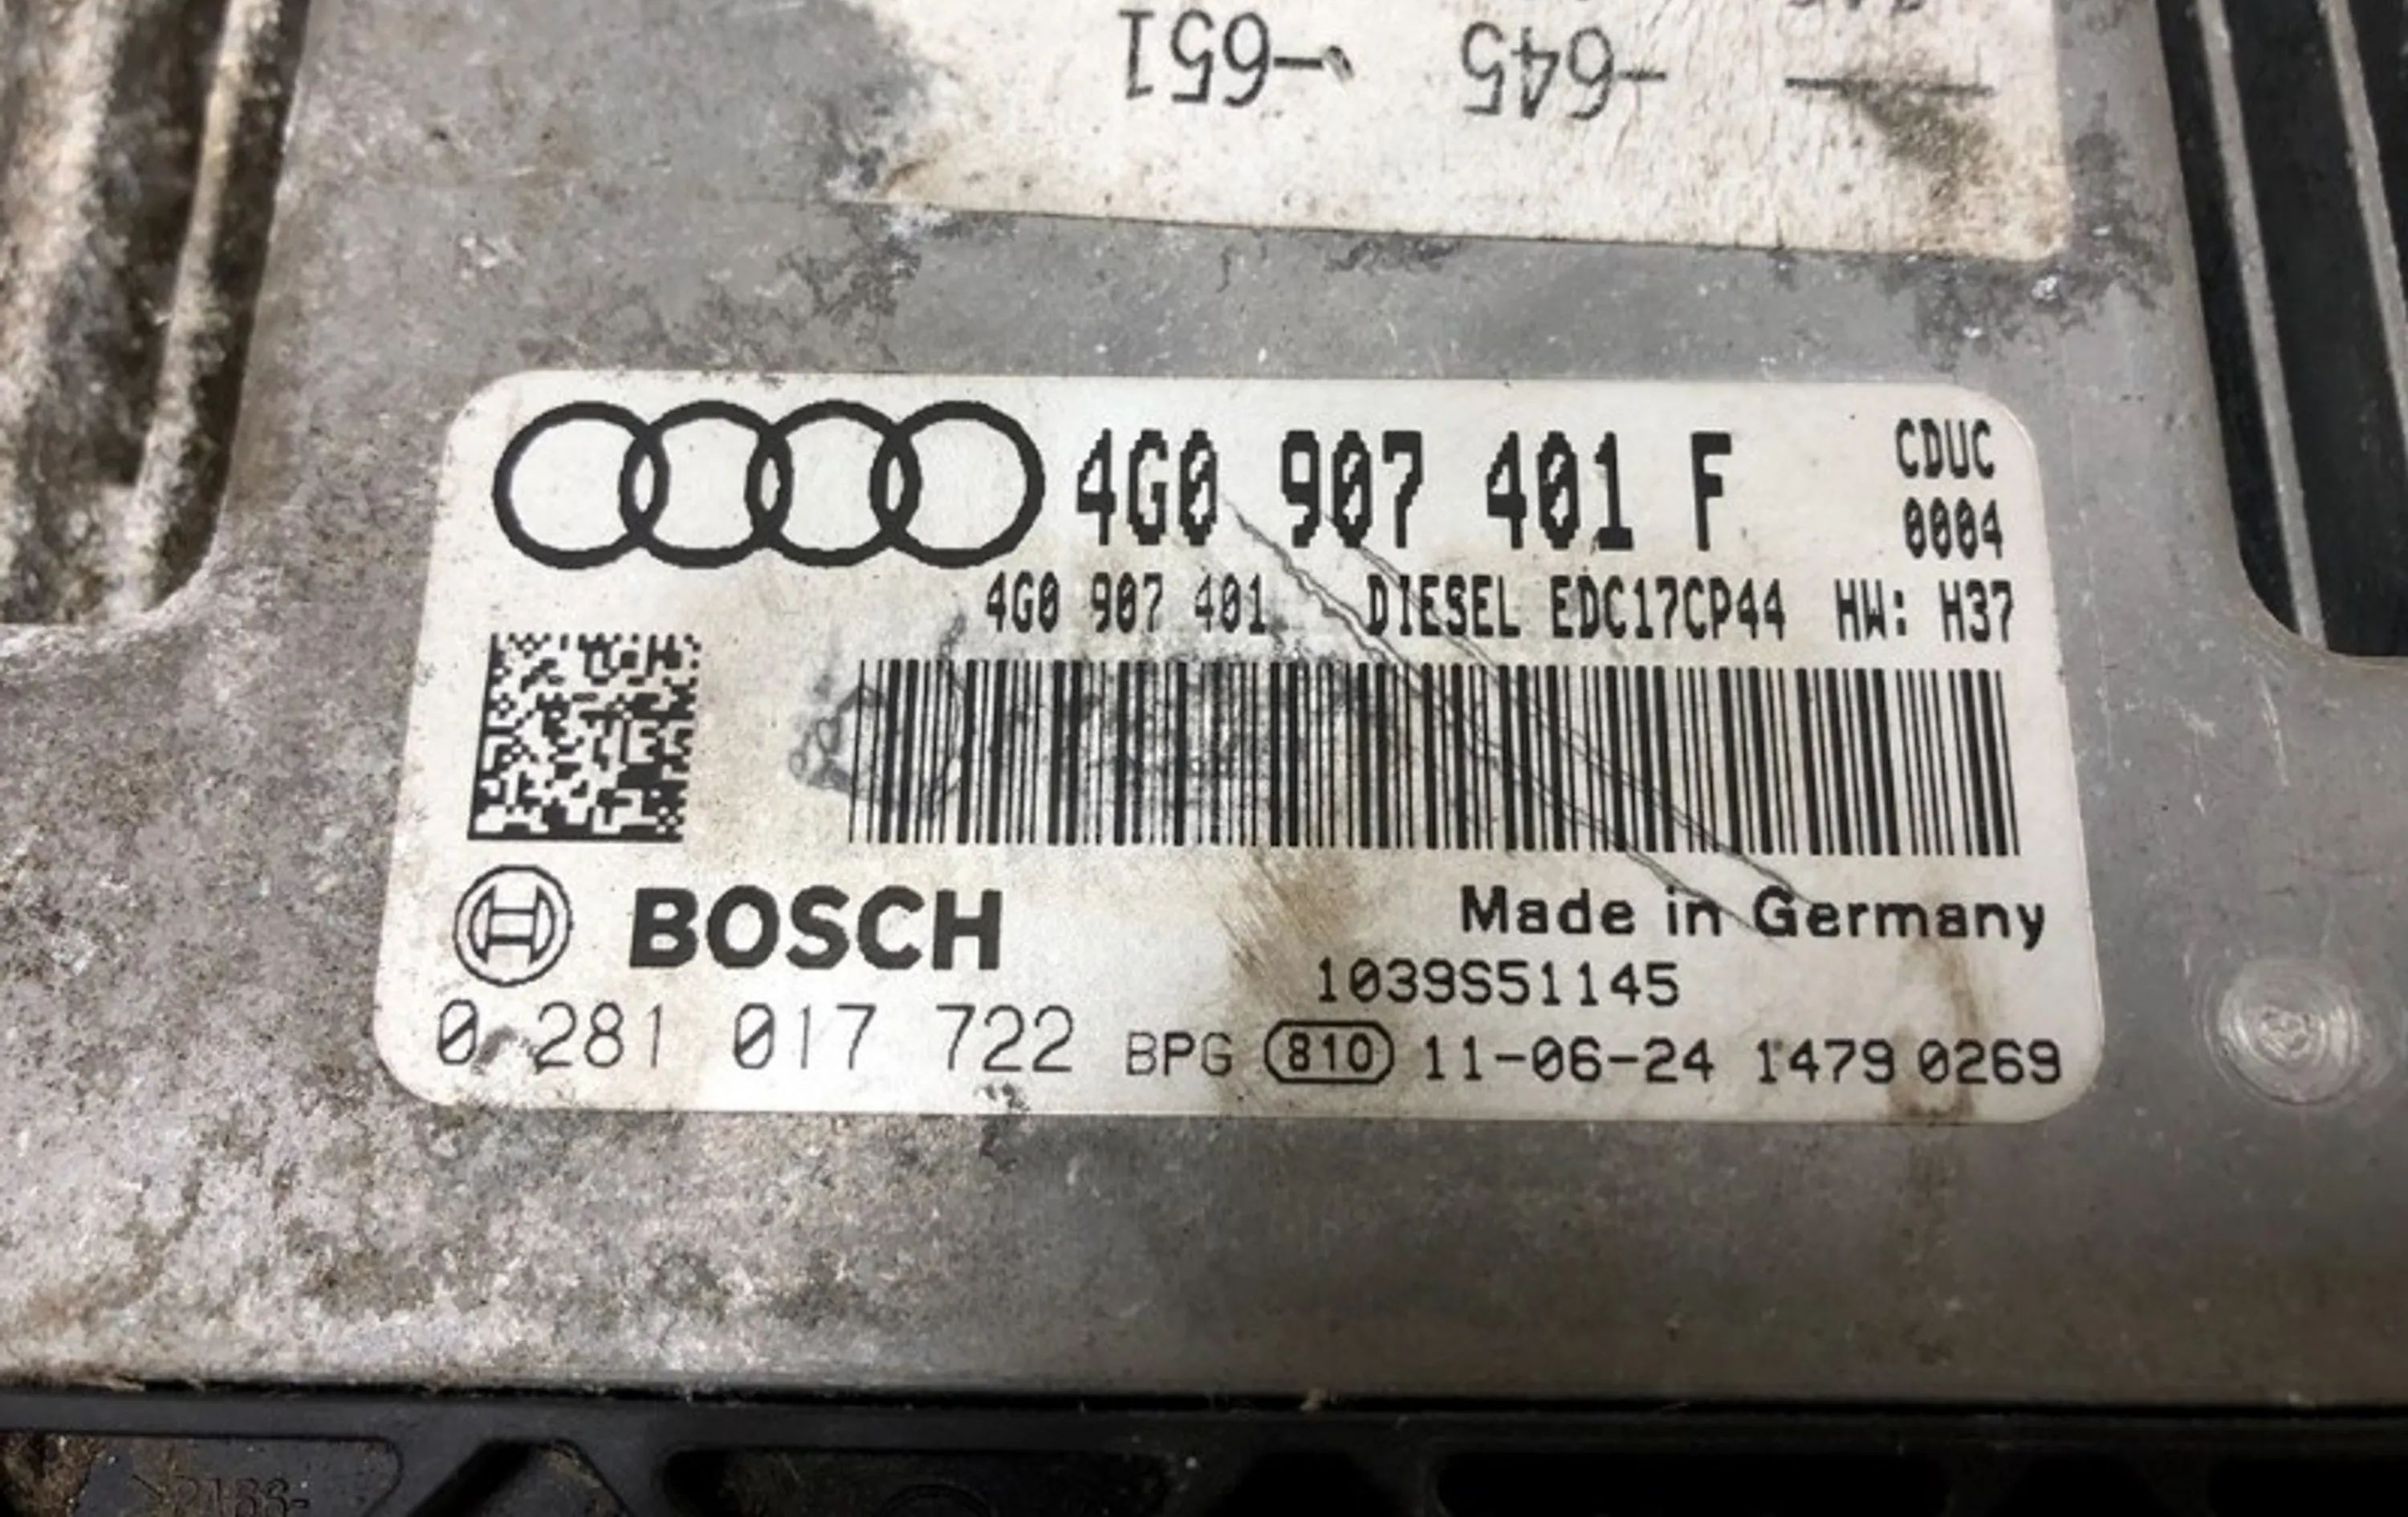 -651 -645
4G0 907 401 F CDUC
0004
4G0 907 401 DIESEL EDC17CP44 HW: H37
BOSCH Made in Germany
1039S51145
0 281 017 722 BPG 810 11-06-24 1479 0269